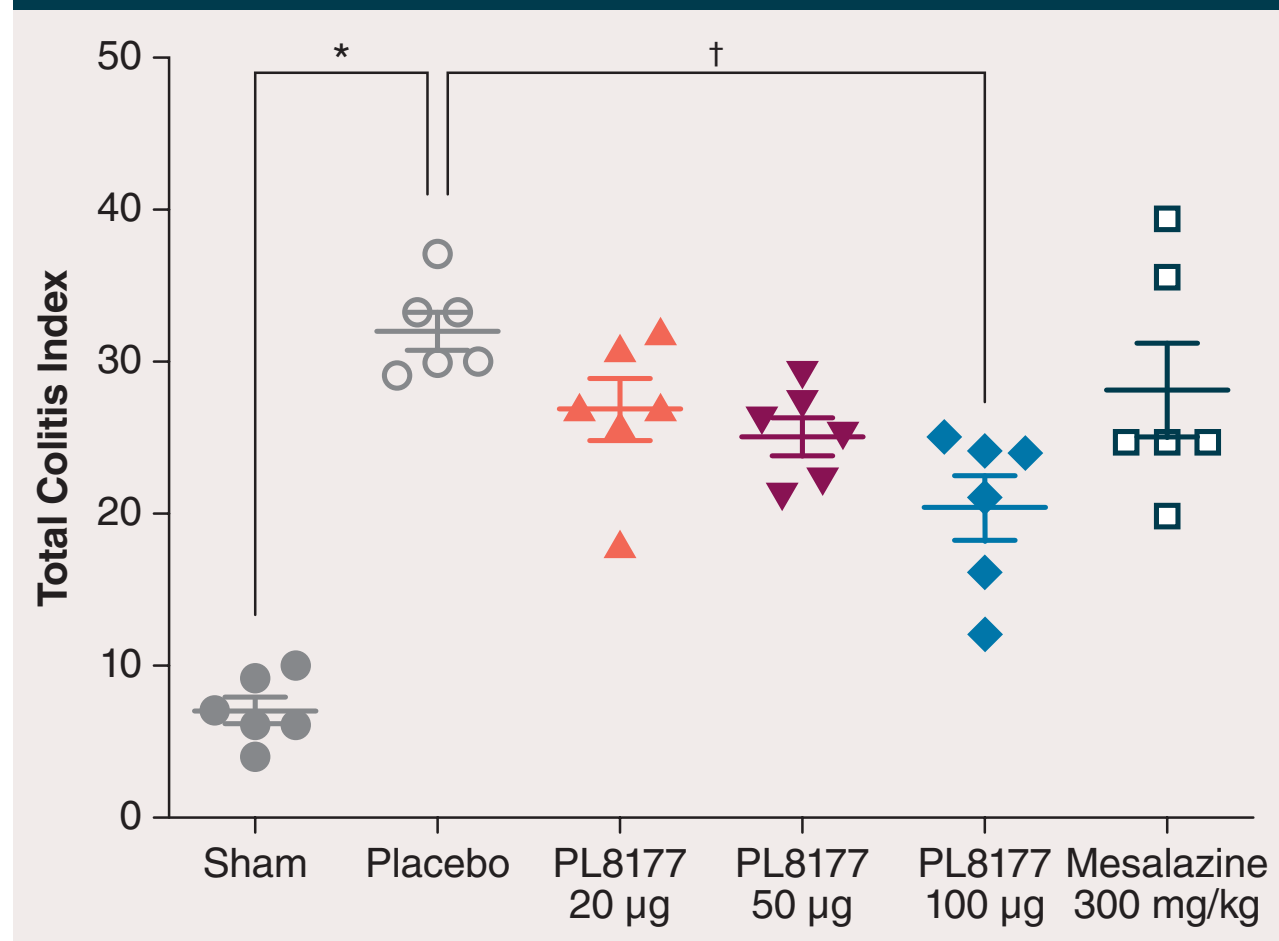 * †
50
40
30
20
10
0
Total Colitis Index
Sham Placebo PL8177 PL8177 PL8177 Mesalazine
20 µg 50 µg 100 µg 300 mg/kg